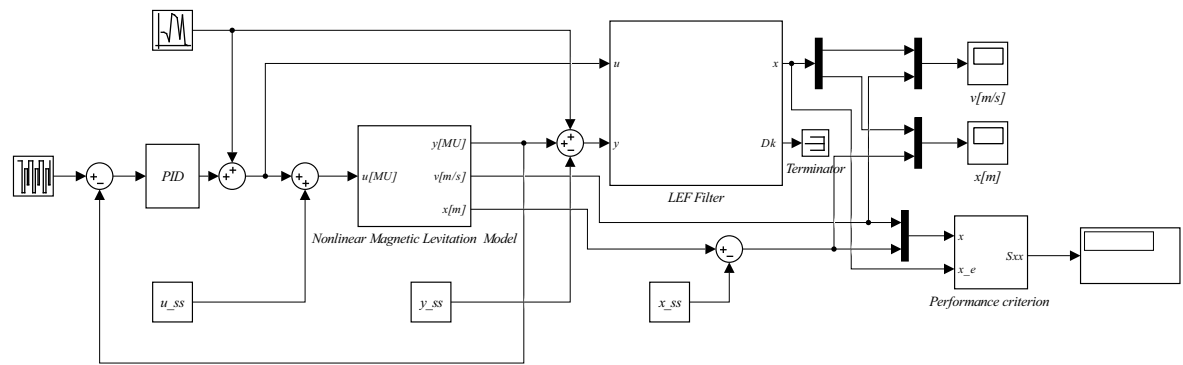 u
x
v[m/s]
y[MU]
y
Dk
PID
u[MU]
v[m/s]
Terminator
x[m]
x[m]
LEF Filter
Nonlinear Magnetic Levitation Model
x
Sxx
x_e
u_ss
y_ss
x_ss
Performance criterion